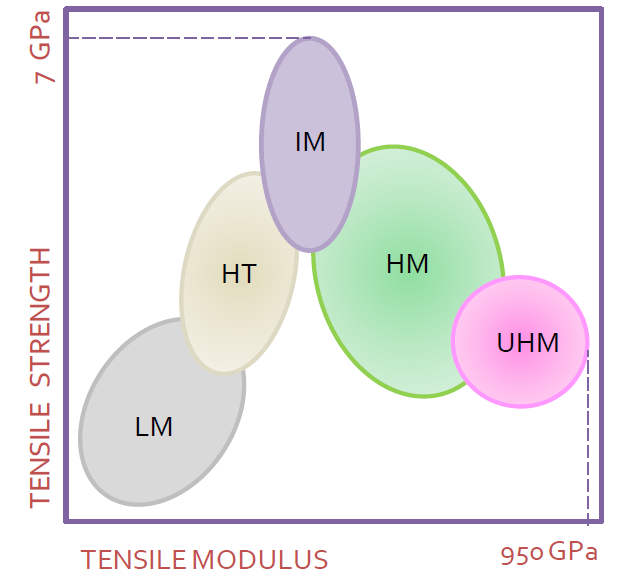 7 GPa
IM
HM
HT
UHM
LM
TENSILE STRENGTH
TENSILE MODULUS
950 GPa